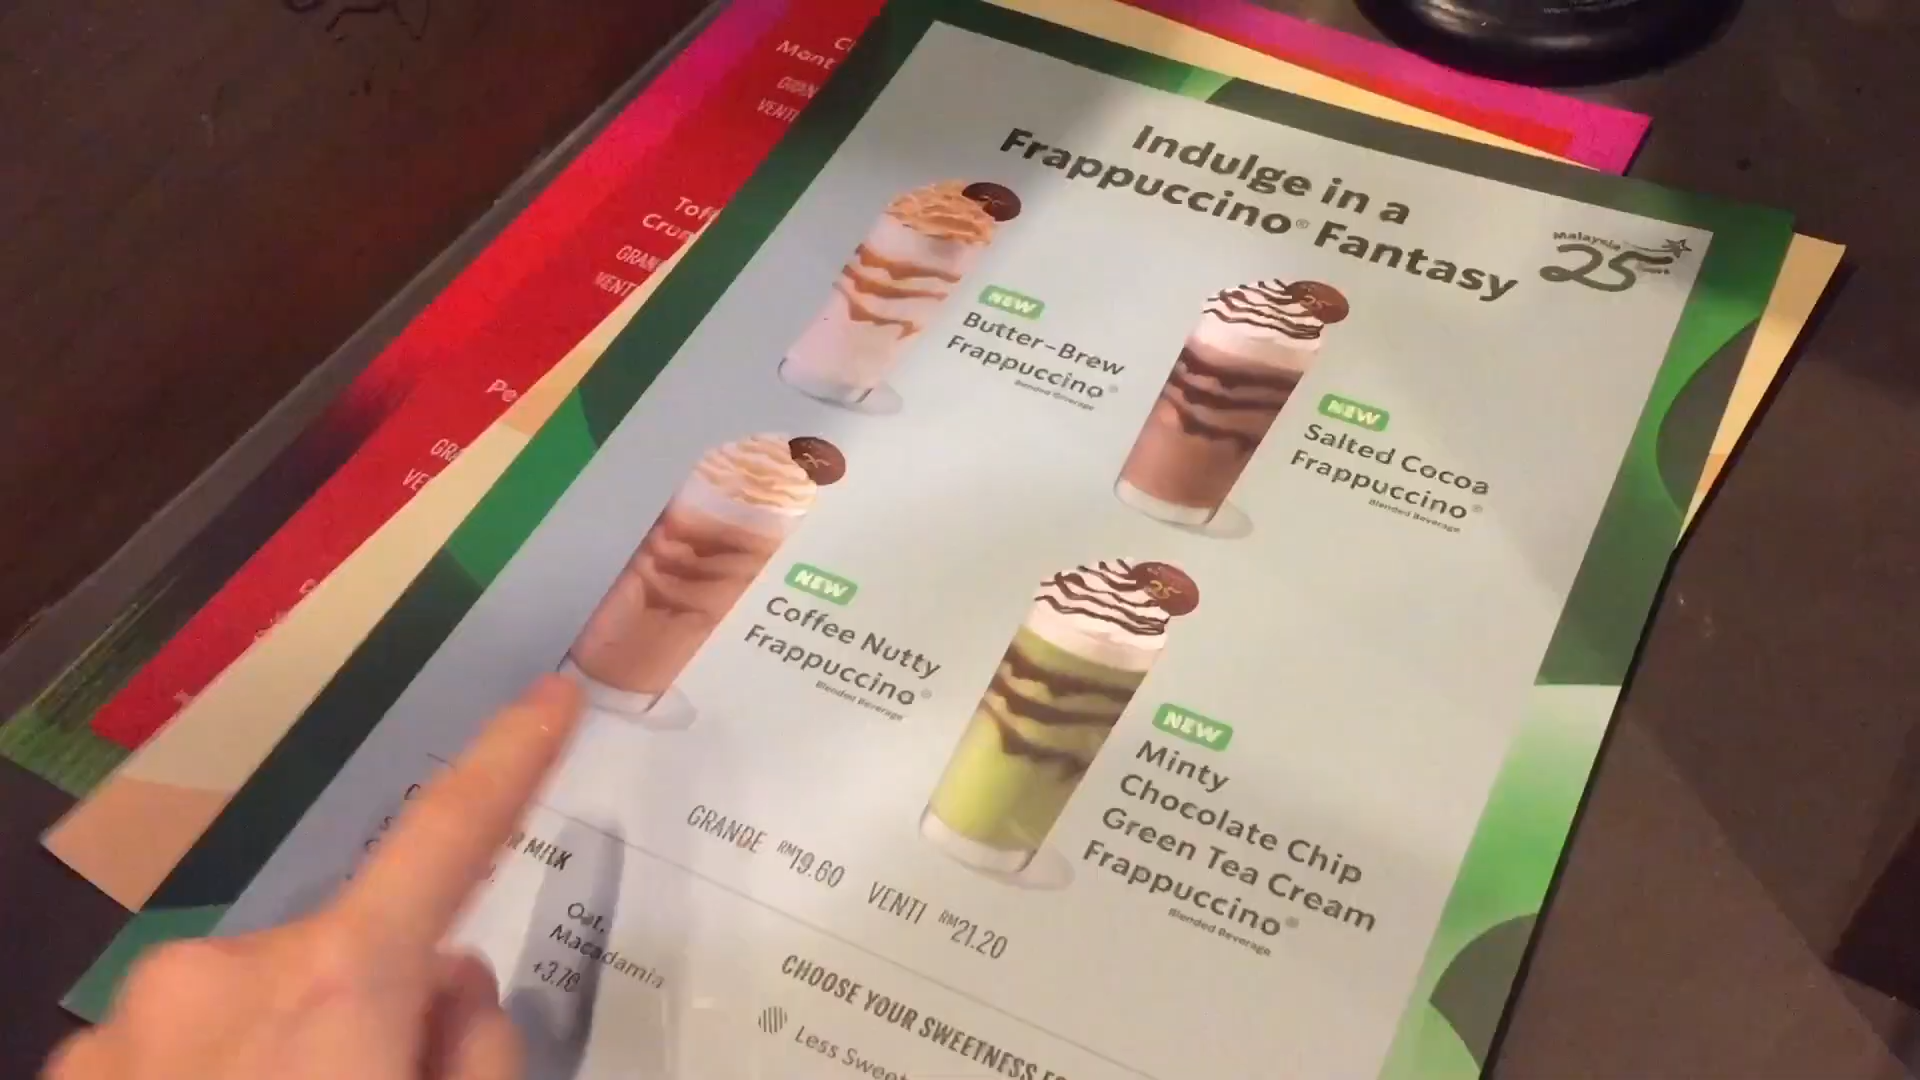 Indulge in a
Frappuccino® Fantasy
Malaysia
25
NEW
Butter-Brew
Frappuccino®
Blended Beverage
NEW
Salted Cocoa
Frappuccino®
Blended Beverage
NEW
Coffee Nutty
Frappuccino®
Blended Beverage
NEW
Minty
Chocolate Chip
Green Tea Cream
Frappuccino®
Blended Beverage
GRANDE RM19.60 VENTI RM21.20
MILK
Oat,
Macadamia
+3.70
CHOOSE YOUR SWEETNESS
Less
VENTI